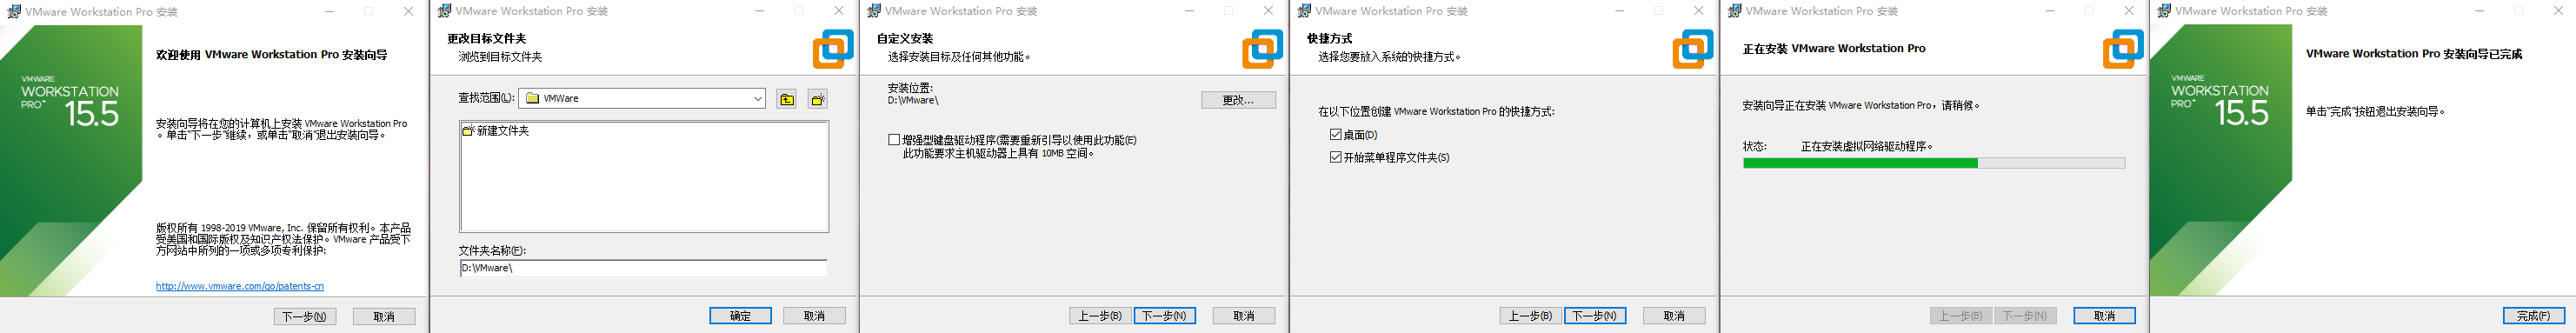 VMware Workstation Pro 安装
VMWARE
WORKSTATION
PRO™
15.5
欢迎使用 VMware Workstation Pro 安装向导
安装向导将在您的计算机上安装 VMware Workstation Pro
。单击“下一步”继续，或单击“取消”退出安装向导。
版权所有 1998-2019 VMware, Inc. 保留所有权利。本产品
受美国和国际版权及知识产权法保护。VMware 产品受下
方网站中所列的一项或多项专利保护:
http://www.vmware.com/go/patents-cn
下一步(N)
取消
VMware Workstation Pro 安装
更改目标文件夹
浏览到目标文件夹
查找范围(L):
VMWare
新建文件夹
文件夹名称(F):
D:\VMware\
确定
取消
VMware Workstation Pro 安装
自定义安装
选择安装目标及任何其他功能。
安装位置:
D:\VMware\
更改...
增强型键盘驱动程序(需要重新引导以使用此功能(E)
此功能要求主机驱动器上具有 10MB 空间。
上一步(B)
下一步(N)
取消
VMware Workstation Pro 安装
快捷方式
选择您要放入系统的快捷方式。
在以下位置创建 VMware Workstation Pro 的快捷方式:
桌面(D)
开始菜单程序文件夹(S)
上一步(B)
下一步(N)
取消
VMware Workstation Pro 安装
正在安装 VMware Workstation Pro
安装向导正在安装 VMware Workstation Pro，请稍候。
状态: 正在安装虚拟网络驱动程序。
上一步(B)
下一步(N)
取消
VMware Workstation Pro 安装
VMWARE
WORKSTATION
PRO™
15.5
VMware Workstation Pro 安装向导已完成
单击“完成”按钮退出安装向导。
完成(F)